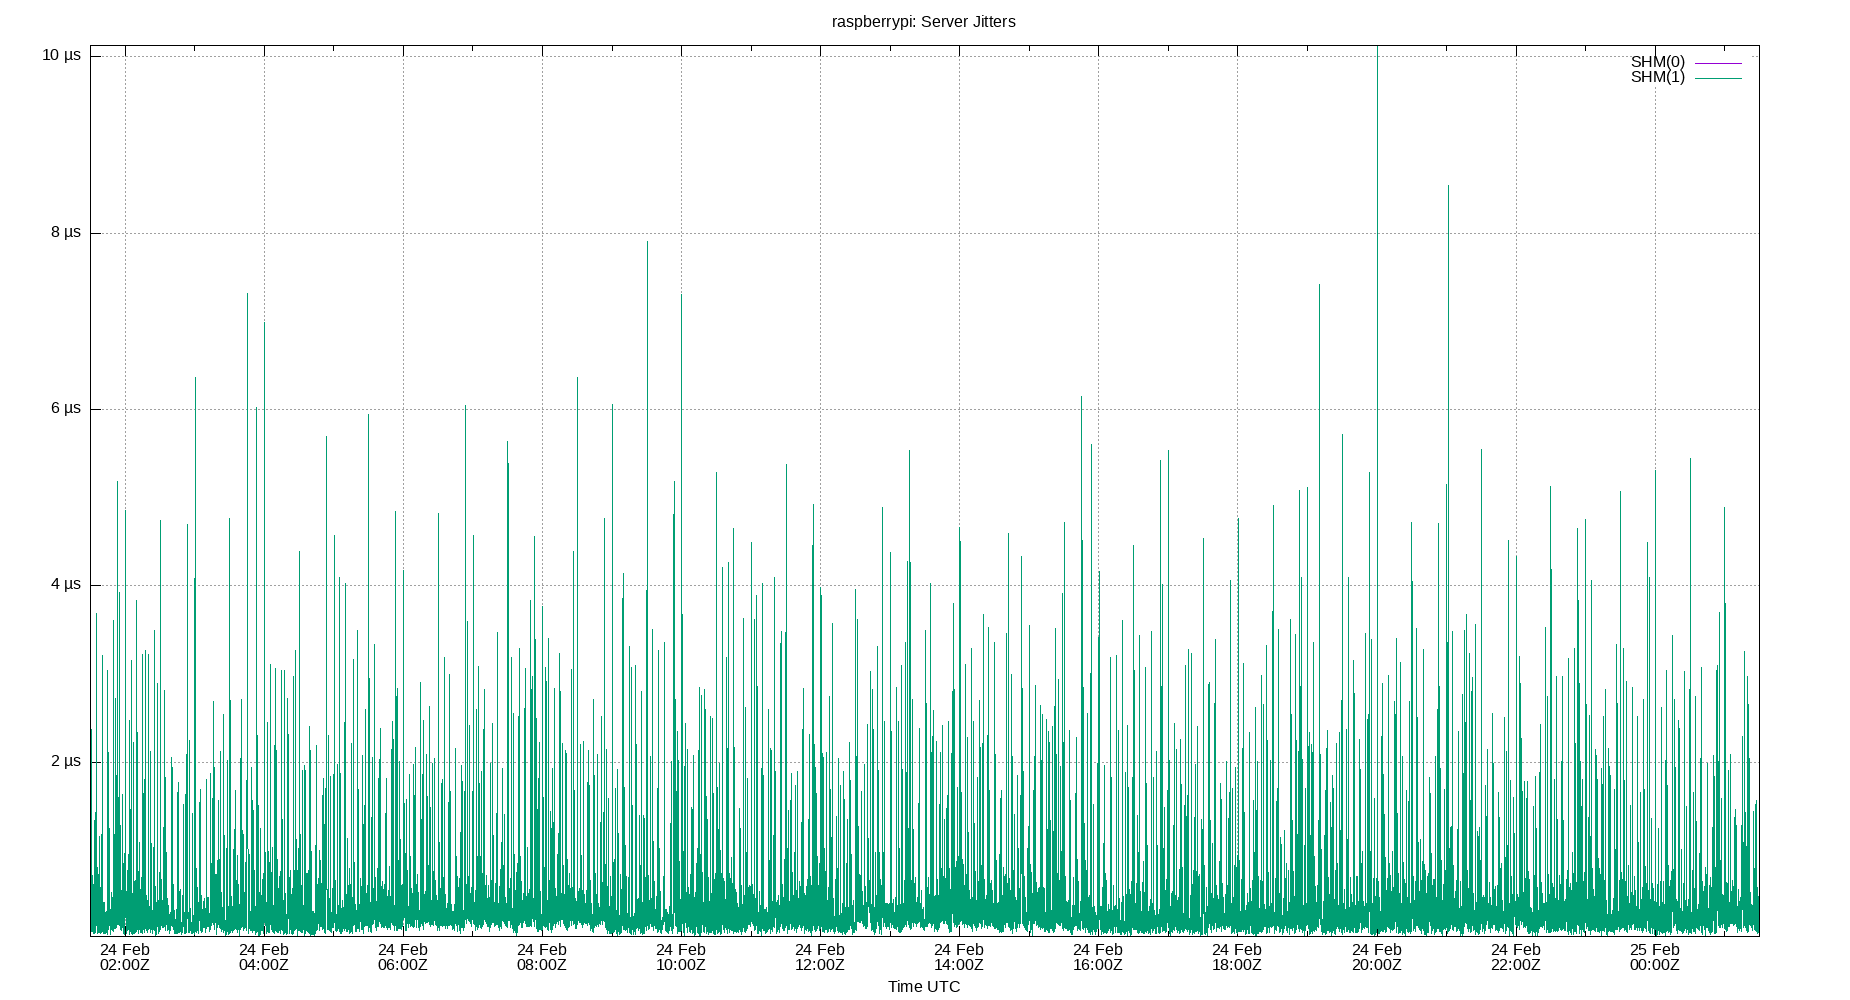 raspberrypi: Server Jitters
10 µs
8 µs
6 µs
4 µs
2 µs
SHM(0)
SHM(1)
24 Feb 24 Feb 24 Feb 24 Feb 24 Feb 24 Feb 24 Feb 24 Feb 24 Feb 24 Feb 24 Feb 25 Feb
02:00Z 04:00Z 06:00Z 08:00Z 10:00Z 12:00Z 14:00Z 16:00Z 18:00Z 20:00Z 22:00Z 00:00Z
Time UTC